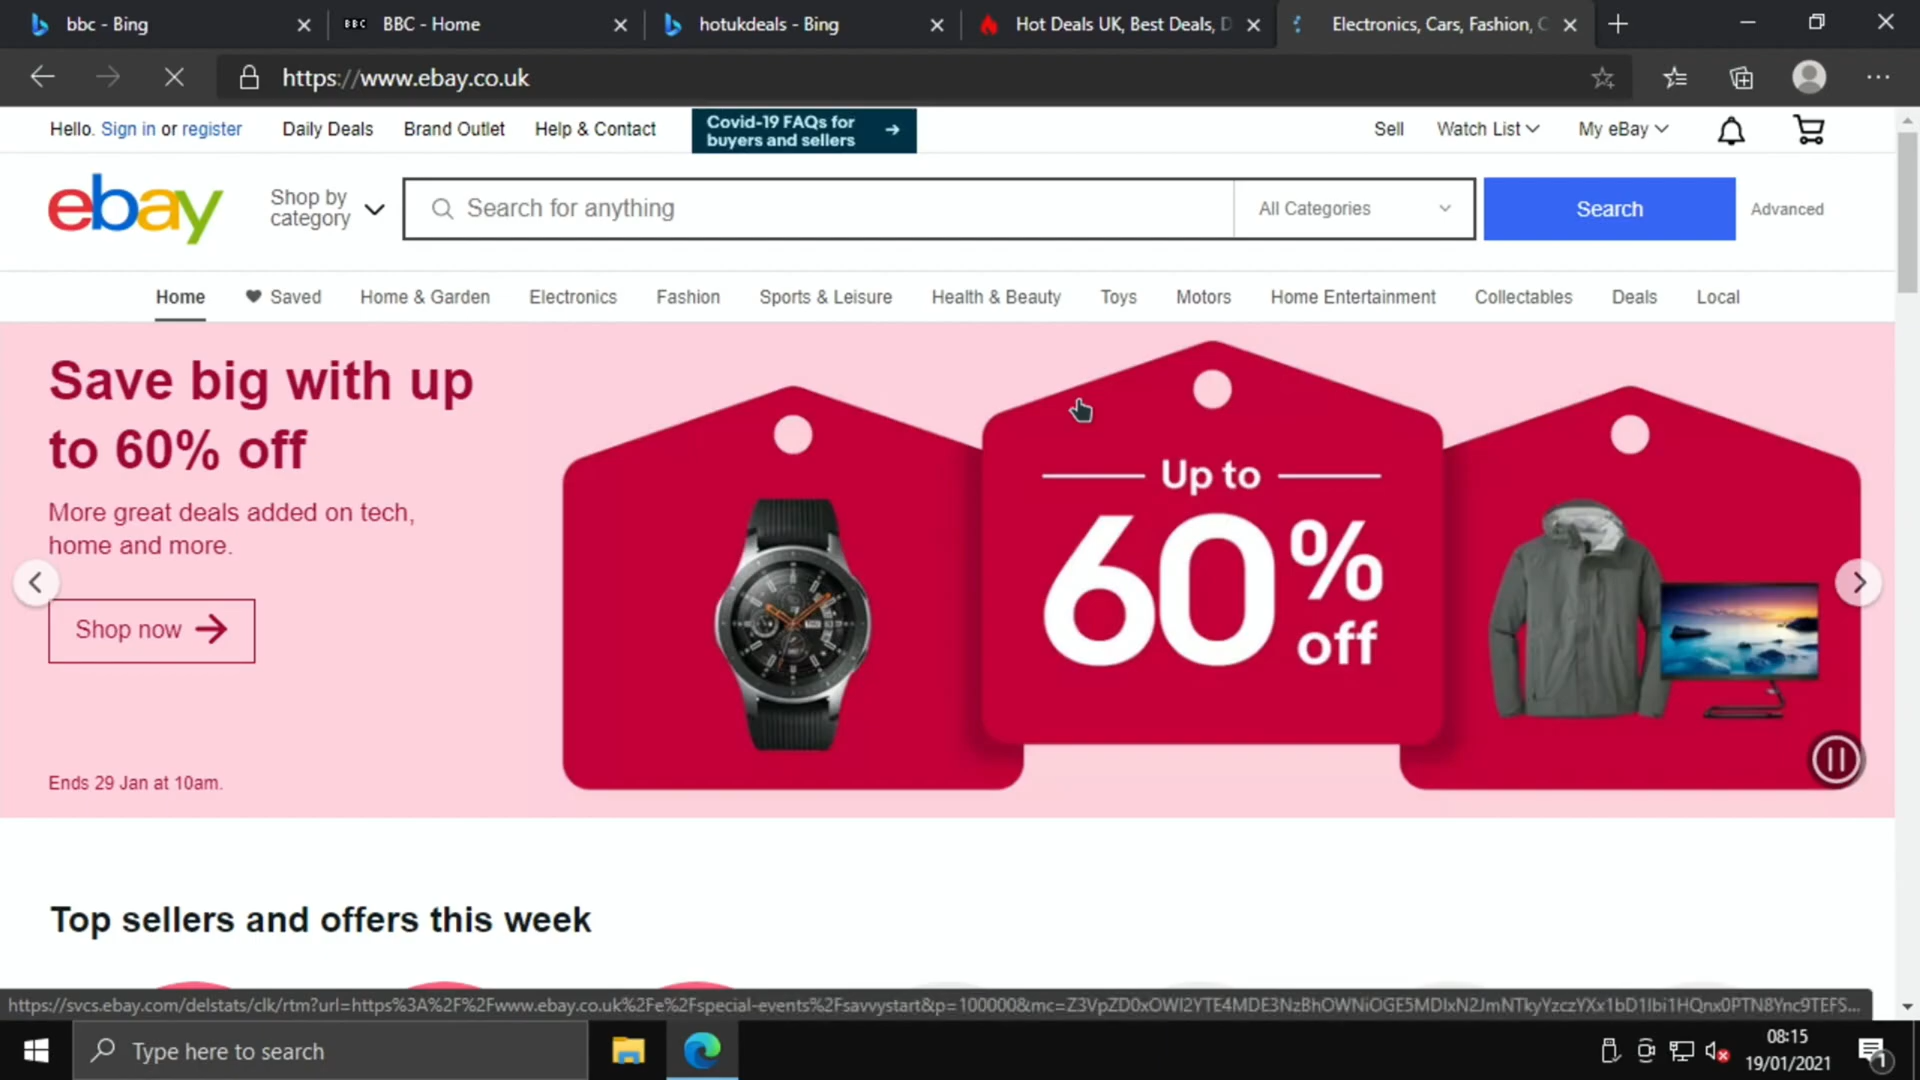 bbc - Bing
BBC BBC - Home
hotukdeals - Bing
Hot Deals UK, Best Deals, D
Electronics, Cars, Fashion, C
https://www.ebay.co.uk
Hello. Sign in or register
Daily Deals
Brand Outlet
Help & Contact
Covid-19 FAQs for
buyers and sellers
Sell
Watch List
My eBay
ebay
Shop by
category
Search for anything
All Categories
Search
Advanced
Home
Saved
Home & Garden
Electronics
Fashion
Sports & Leisure
Health & Beauty
Toys
Motors
Home Entertainment
Collectables
Deals
Local
Save big with up
to 60% off
More great deals added on tech,
home and more.
Shop now
Ends 29 Jan at 10am.
Up to
60%
off
Top sellers and offers this week
Type here to search
08:15
19/01/2021
1